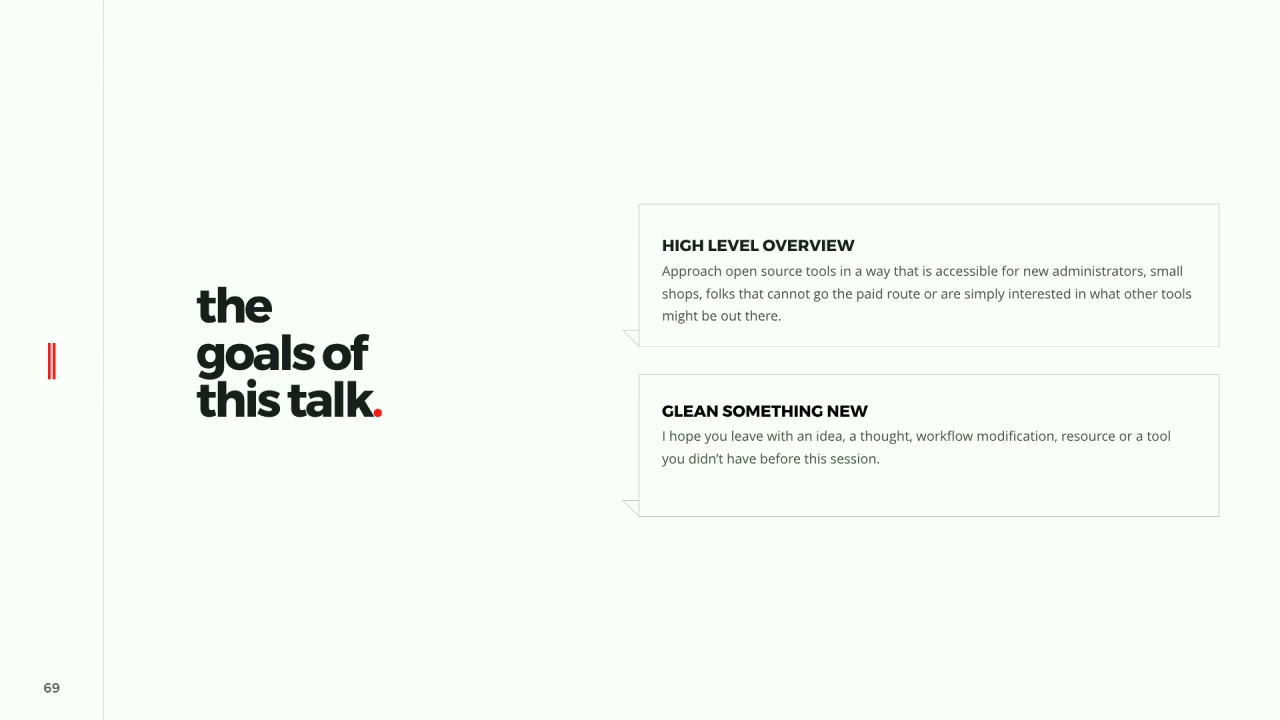 the
goals of
this talk.
HIGH LEVEL OVERVIEW
Approach open source tools in a way that is accessible for new administrators, small
shops, folks that cannot go the paid route or are simply interested in what other tools
might be out there.
GLEAN SOMETHING NEW
I hope you leave with an idea, a thought, workflow modification, resource or a tool
you didn’t have before this session.
69